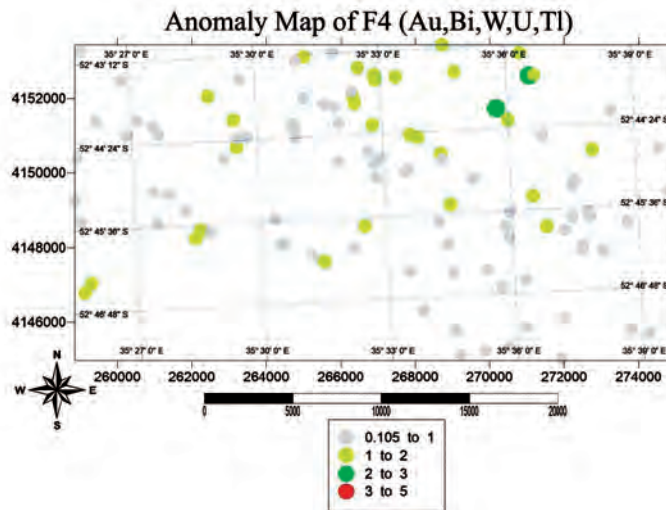 Anomaly Map of F4 (Au,Bi,W,U,Tl)
35° 27' 0" E 35° 30' 0" E 35° 33' 0" E 35° 36' 0" E 35° 39' 0" E
52° 43' 12" S
4152000
52° 44' 24" S
4150000
52° 44' 24" S
52° 45' 36" S
4148000
52° 45' 36" S
52° 46' 48" S
4146000
52° 46' 48" S
35° 27' 0" E 35° 30' 0" E 35° 33' 0" E 35° 36' 0" E 35° 39' 0" E
260000 262000 264000 266000 268000 270000 272000 274000
N
W E
S
0 5000 10000 15000 20000
0.105 to 1
1 to 2
2 to 3
3 to 5